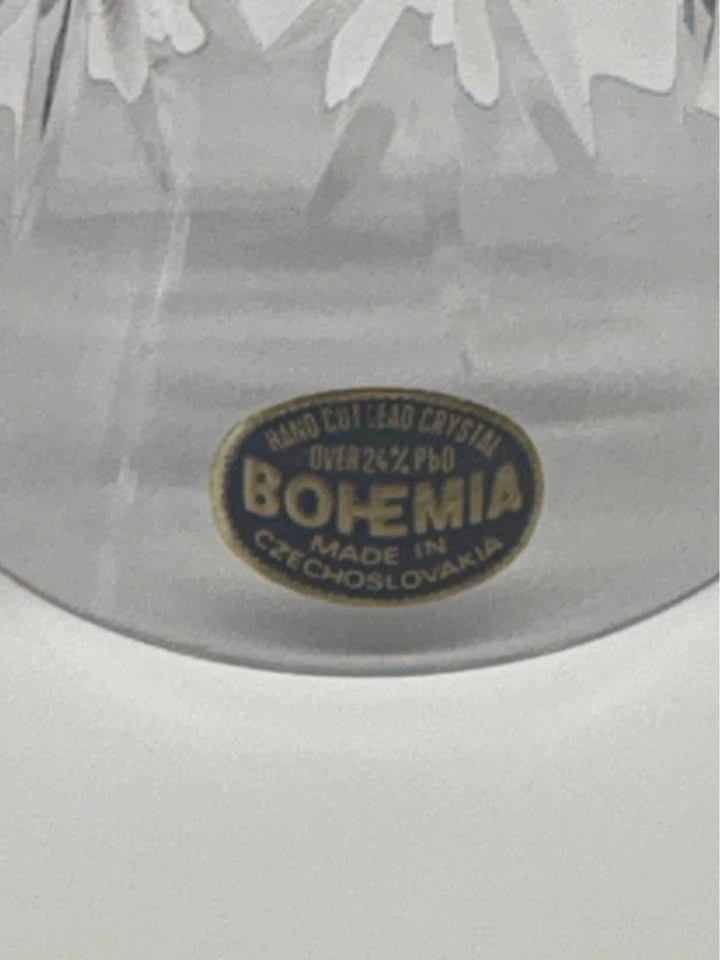 HAND CUT LEAD CRYSTAL
OVER 24% PbO
BOHEMIA
MADE IN
CZECHOSLOVAKIA